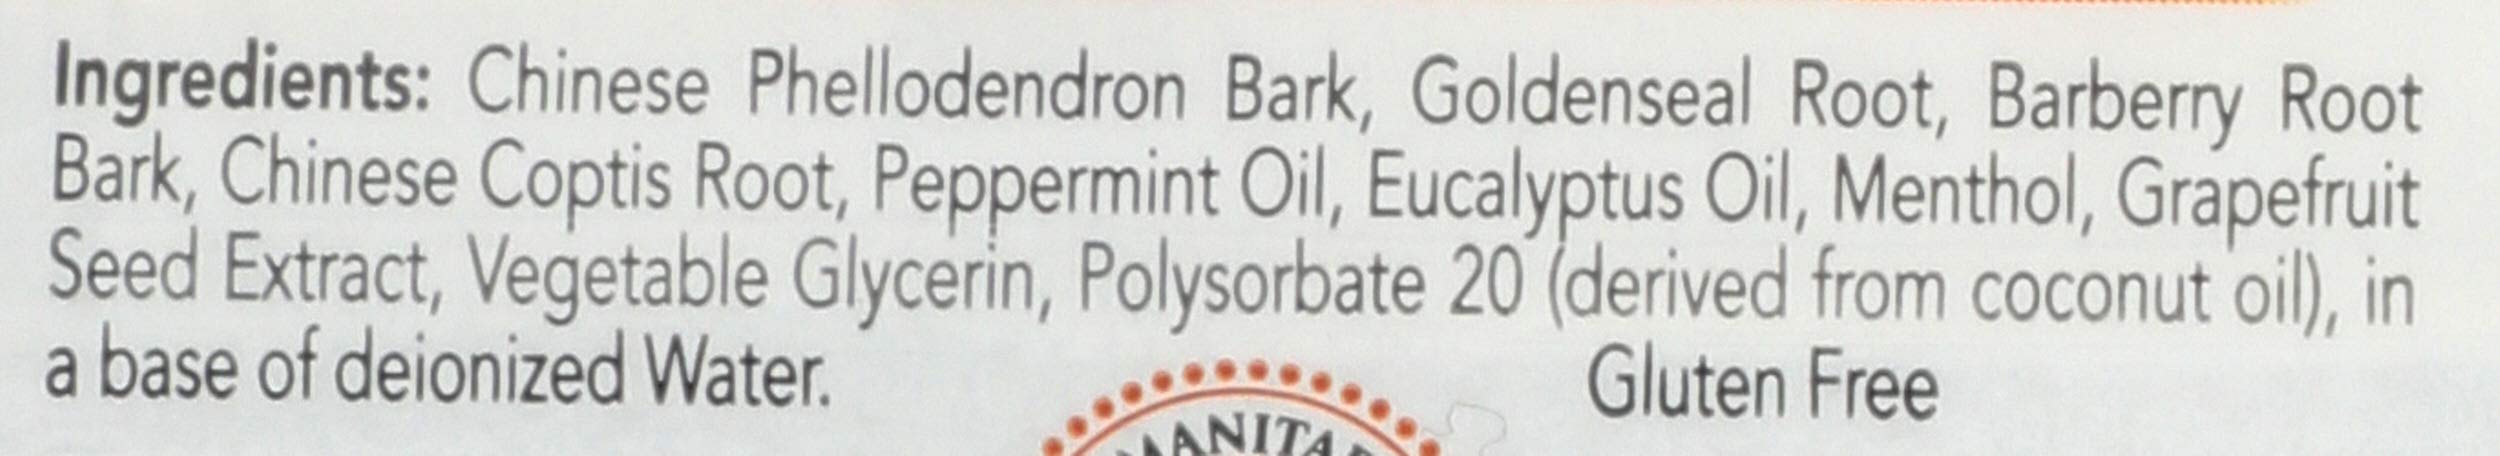 Ingredients: Chinese Phellodendron Bark, Goldenseal Root, Barberry Root
Bark, Chinese Coptis Root, Peppermint Oil, Eucalyptus Oil, Menthol, Grapefruit
Seed Extract, Vegetable Glycerin, Polysorbate 20 (derived from coconut oil), in
a base of deionized Water.
Gluten Free